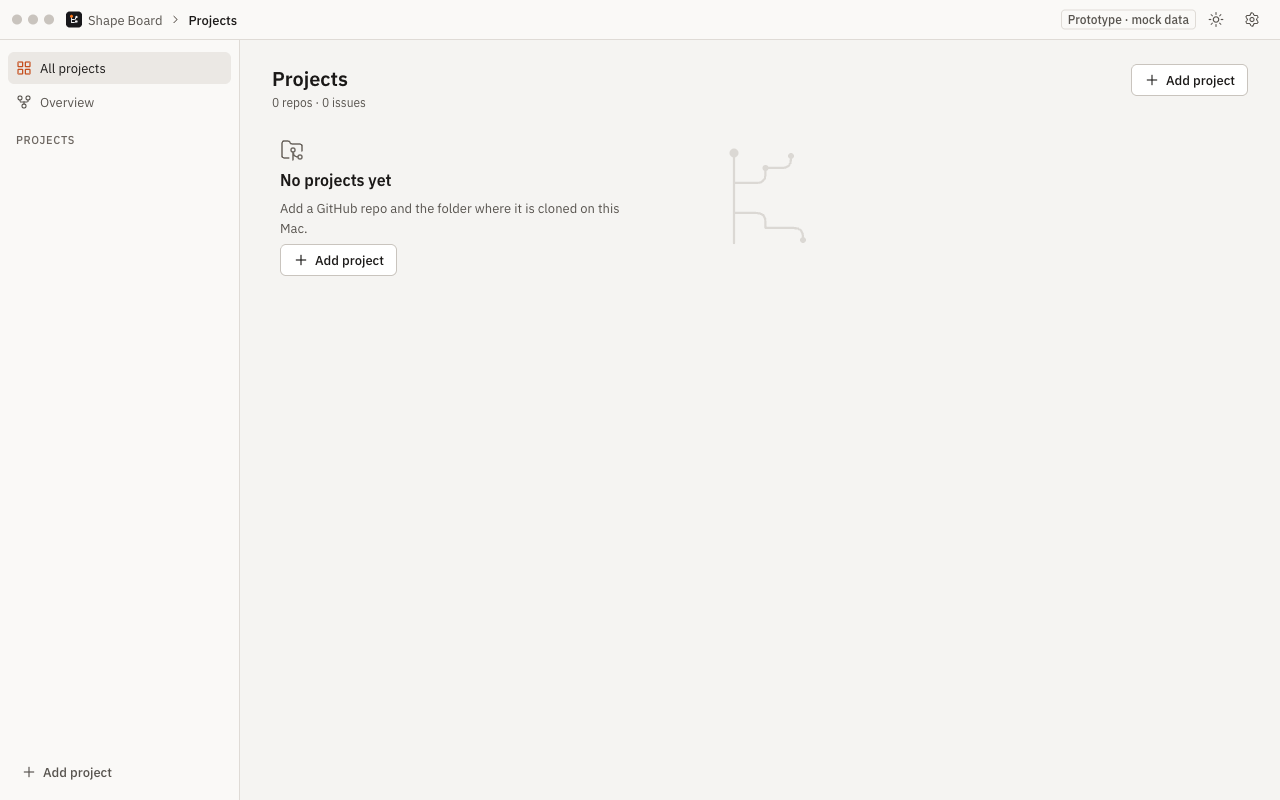 Shape Board
Projects
Prototype · mock data
All projects
Overview
PROJECTS
Add project
Projects
0 repos · 0 issues
Add project
No projects yet
Add a GitHub repo and the folder where it is cloned on this
Mac.
Add project